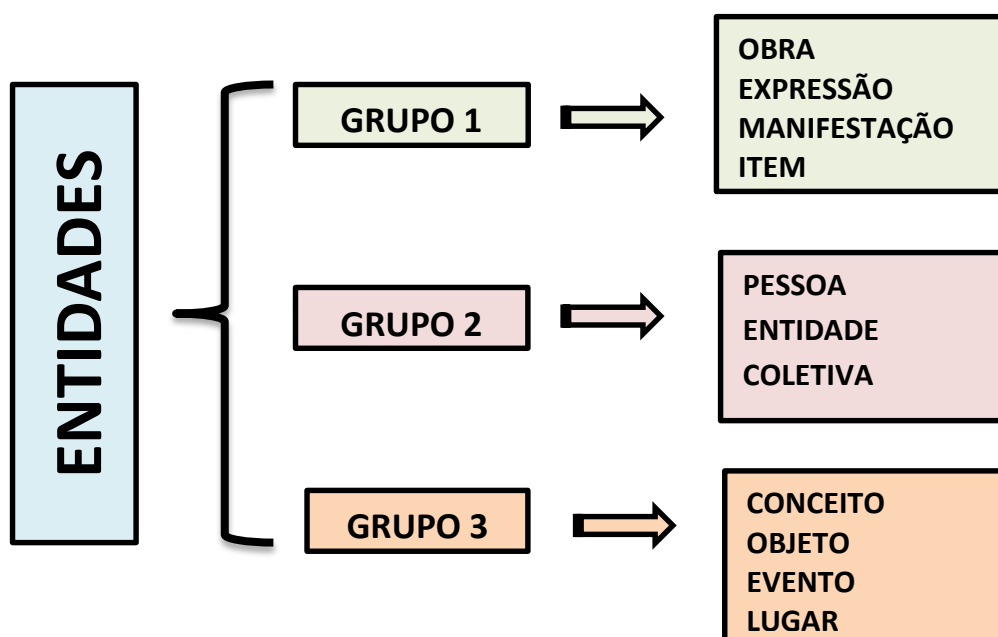 ENTIDADES
GRUPO 1
OBRA
EXPRESSÃO
MANIFESTAÇÃO
ITEM
GRUPO 2
PESSOA
ENTIDADE
COLETIVA
GRUPO 3
CONCEITO
OBJETO
EVENTO
LUGAR